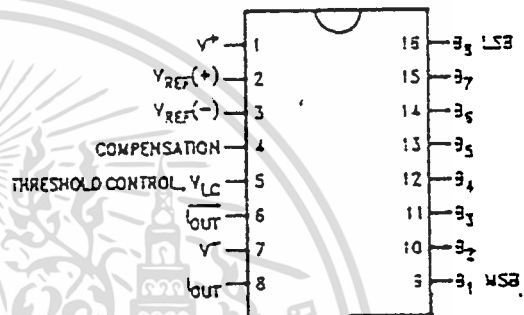 V+ 1 16 B8 LSB
VREF(+) 2 15 B7
VREF(-) 3 14 B6
COMPENSATION 4 13 B5
THRESHOLD CONTROL, VLC 5 12 B4
IOUT 6 11 B3
V- 7 10 B2
IOUT 8 9 B1 MSB